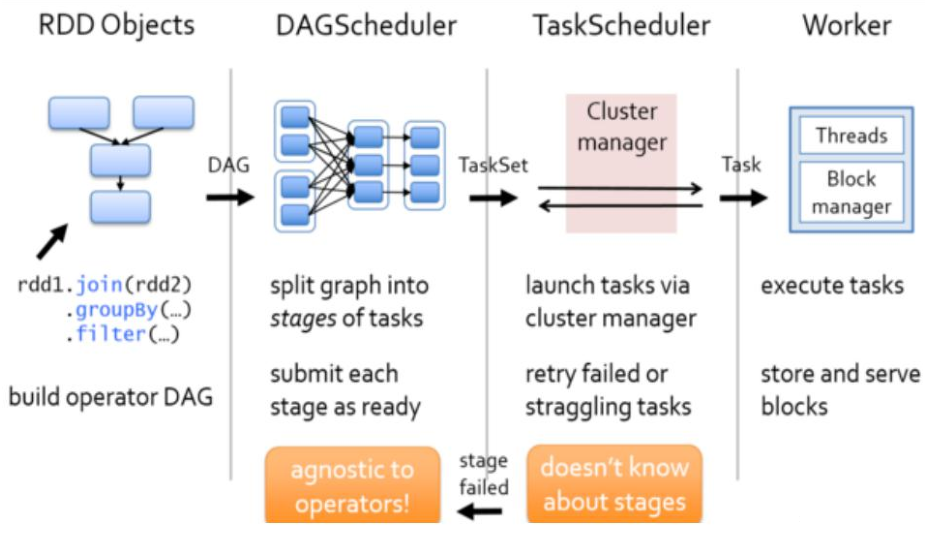 RDD Objects
DAGScheduler
TaskScheduler
Worker
DAG
TaskSet
Cluster
manager
Task
Threads
Block
manager
rdd1.join(rdd2)
.groupBy(…)
.filter(…)
build operator DAG
split graph into
stages of tasks
submit each
stage as ready
launch tasks via
cluster manager
retry failed or
straggling tasks
execute tasks
store and serve
blocks
agnostic to
operators!
stage
failed
doesn't know
about stages